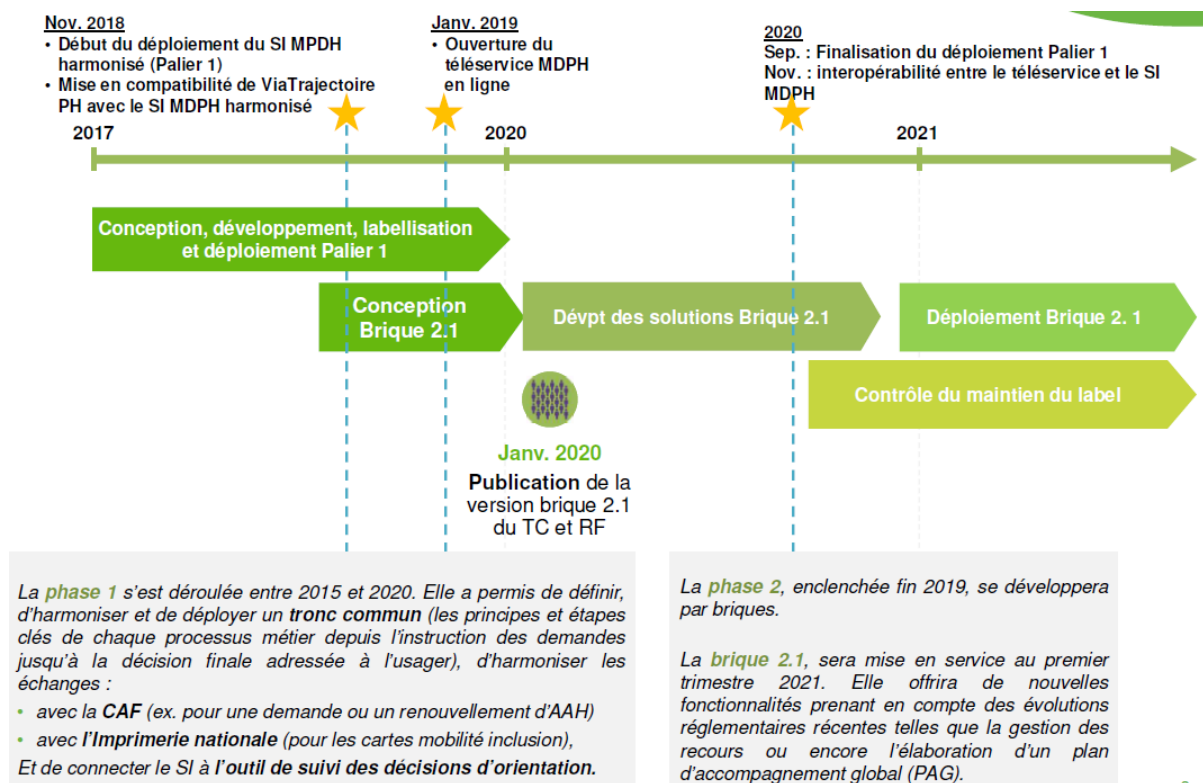 Nov. 2018
• Début du déploiement du SI MPDH
harmonisé (Palier 1)
• Mise en compatibilité de ViaTrajectoire
PH avec le SI MDPH harmonisé
Janv. 2019
• Ouverture du
téléservice MDPH
en ligne
2020
Sep. : Finalisation du déploiement Palier 1
Nov. : interopérabilité entre le téléservice et le SI
MDPH
2017
2020
2021
Conception, développement, labellisation
et déploiement Palier 1
Conception
Brique 2.1
Dévpt des solutions Brique 2.1
Déploiement Brique 2. 1
Contrôle du maintien du label
Janv. 2020
Publication de la
version brique 2.1
du TC et RF
La phase 1 s'est déroulée entre 2015 et 2020. Elle a permis de définir,
d'harmoniser et de déployer un tronc commun (les principes et étapes
clés de chaque processus métier depuis l'instruction des demandes
jusqu'à la décision finale adressée à l'usager), d'harmoniser les
échanges :
• avec la CAF (ex. pour une demande ou un renouvellement d'AAH)
• avec l'Imprimerie nationale (pour les cartes mobilité inclusion),
Et de connecter le SI à l'outil de suivi des décisions d'orientation.
La phase 2, enclenchée fin 2019, se développera
par briques.
La brique 2.1, sera mise en service au premier
trimestre 2021. Elle offrira de nouvelles
fonctionnalités prenant en compte des évolutions
réglementaires récentes telles que la gestion des
recours ou encore l'élaboration d'un plan
d'accompagnement global (PAG).